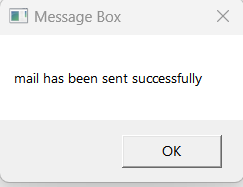 Message Box
mail has been sent successfully
OK